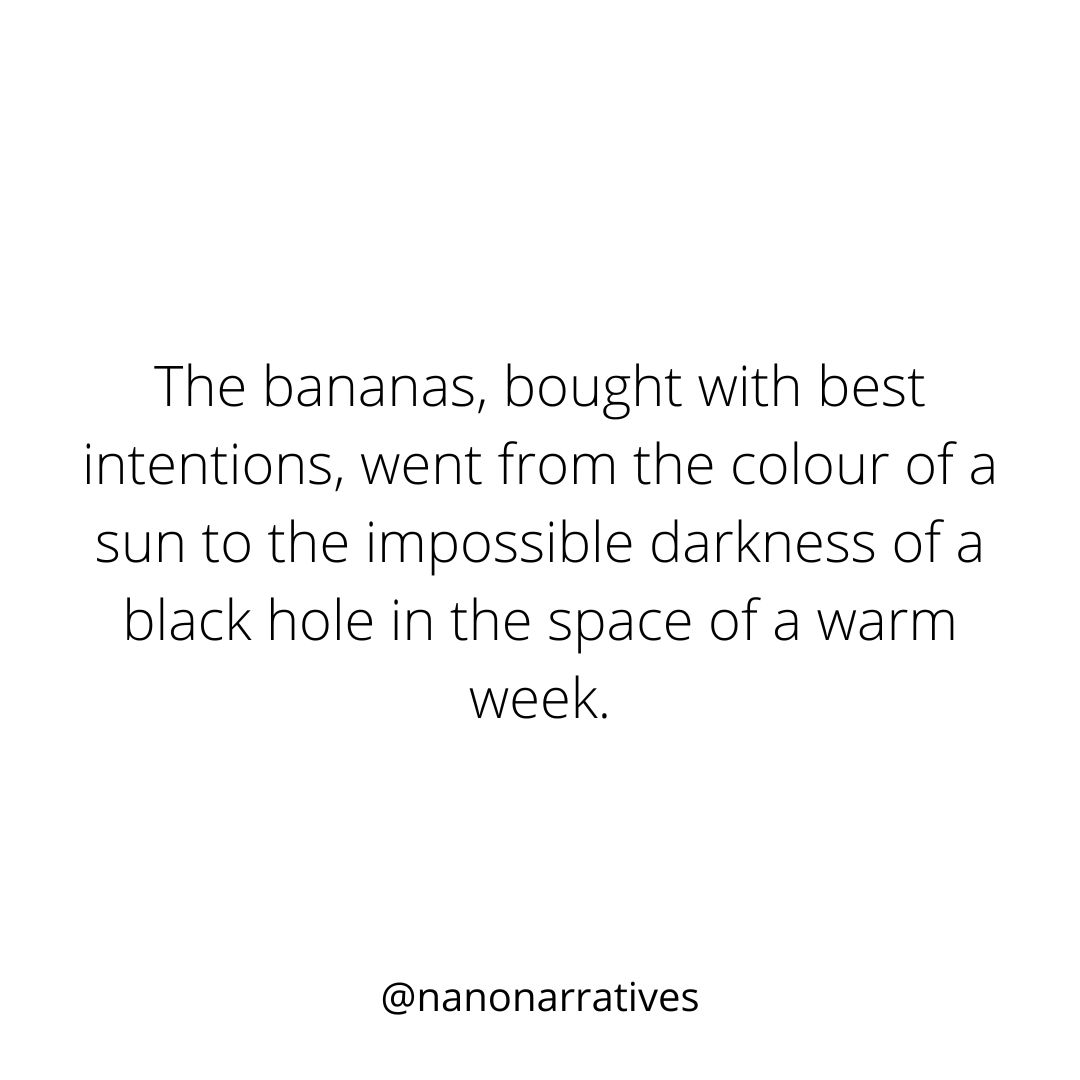 The bananas, bought with best
intentions, went from the colour of a
sun to the impossible darkness of a
black hole in the space of a warm
week.
@nanonarratives